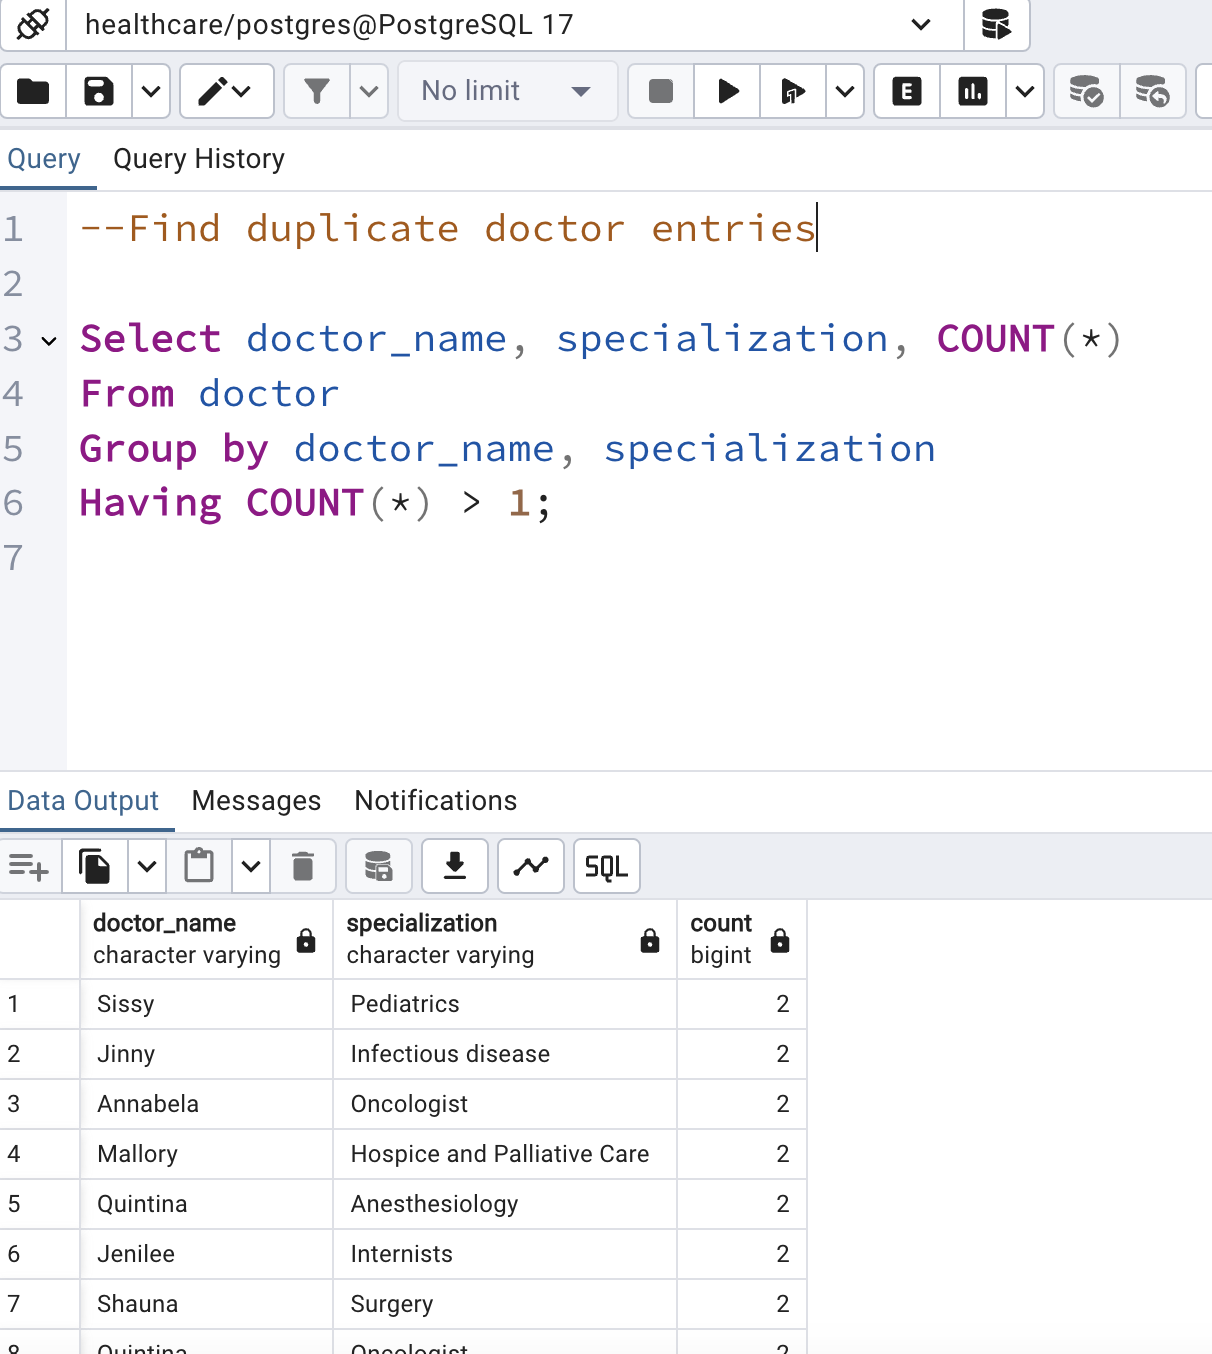 healthcare/postgres@PostgreSQL 17
No limit
E
Query Query History
1 --Find duplicate doctor entries
2
3 Select doctor_name, specialization, COUNT(*)
4 From doctor
5 Group by doctor_name, specialization
6 Having COUNT(*) > 1;
7
Data Output Messages Notifications
SQL
doctor_name specialization count
character varying character varying bigint
1 Sissy Pediatrics 2
2 Jinny Infectious disease 2
3 Annabela Oncologist 2
4 Mallory Hospice and Palliative Care 2
5 Quintina Anesthesiology 2
6 Jenilee Internists 2
7 Shauna Surgery 2
8 Quintina Oncologist 2